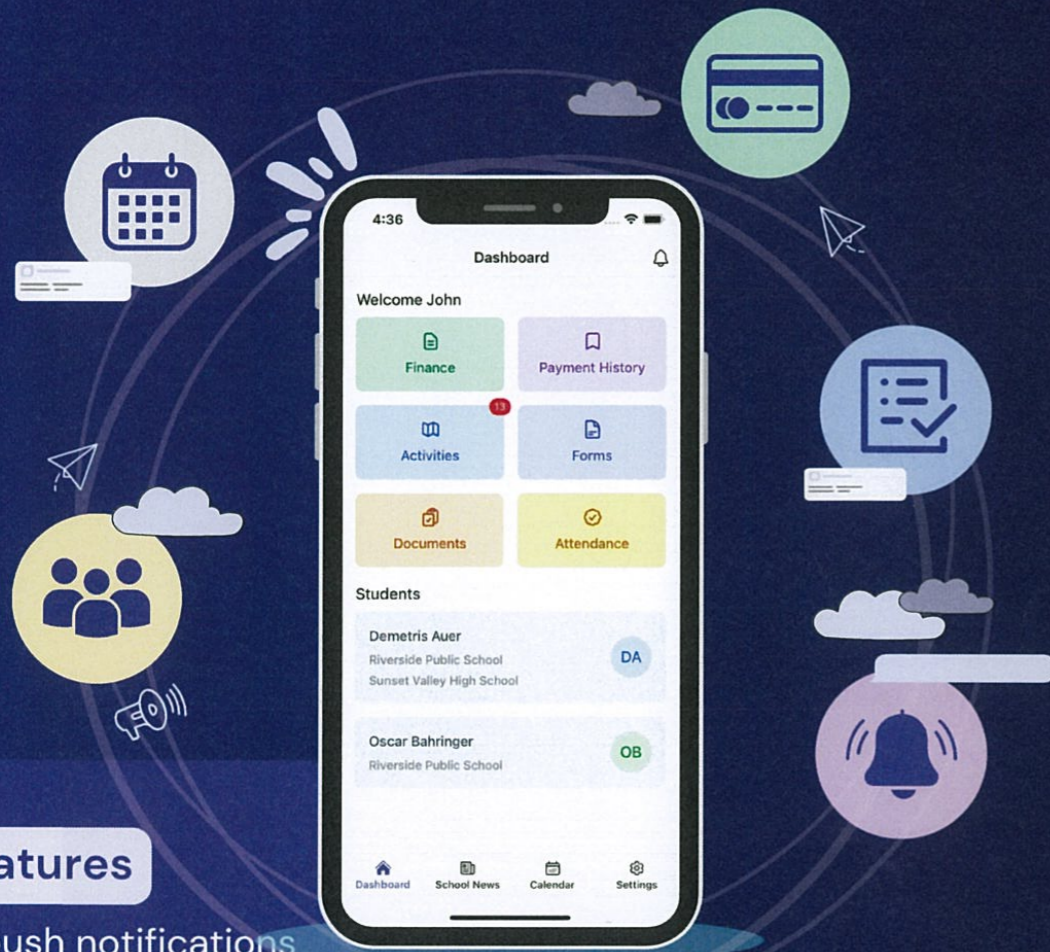 4:36
Dashboard
Welcome John
Finance
Payment History
13
Activities
Forms
Documents
Attendance
Students
Demetris Auer
Riverside Public School
Sunset Valley High School
DA
Oscar Bahringer
Riverside Public School
OB
Dashboard School News Calendar Settings
atures
ush notifications